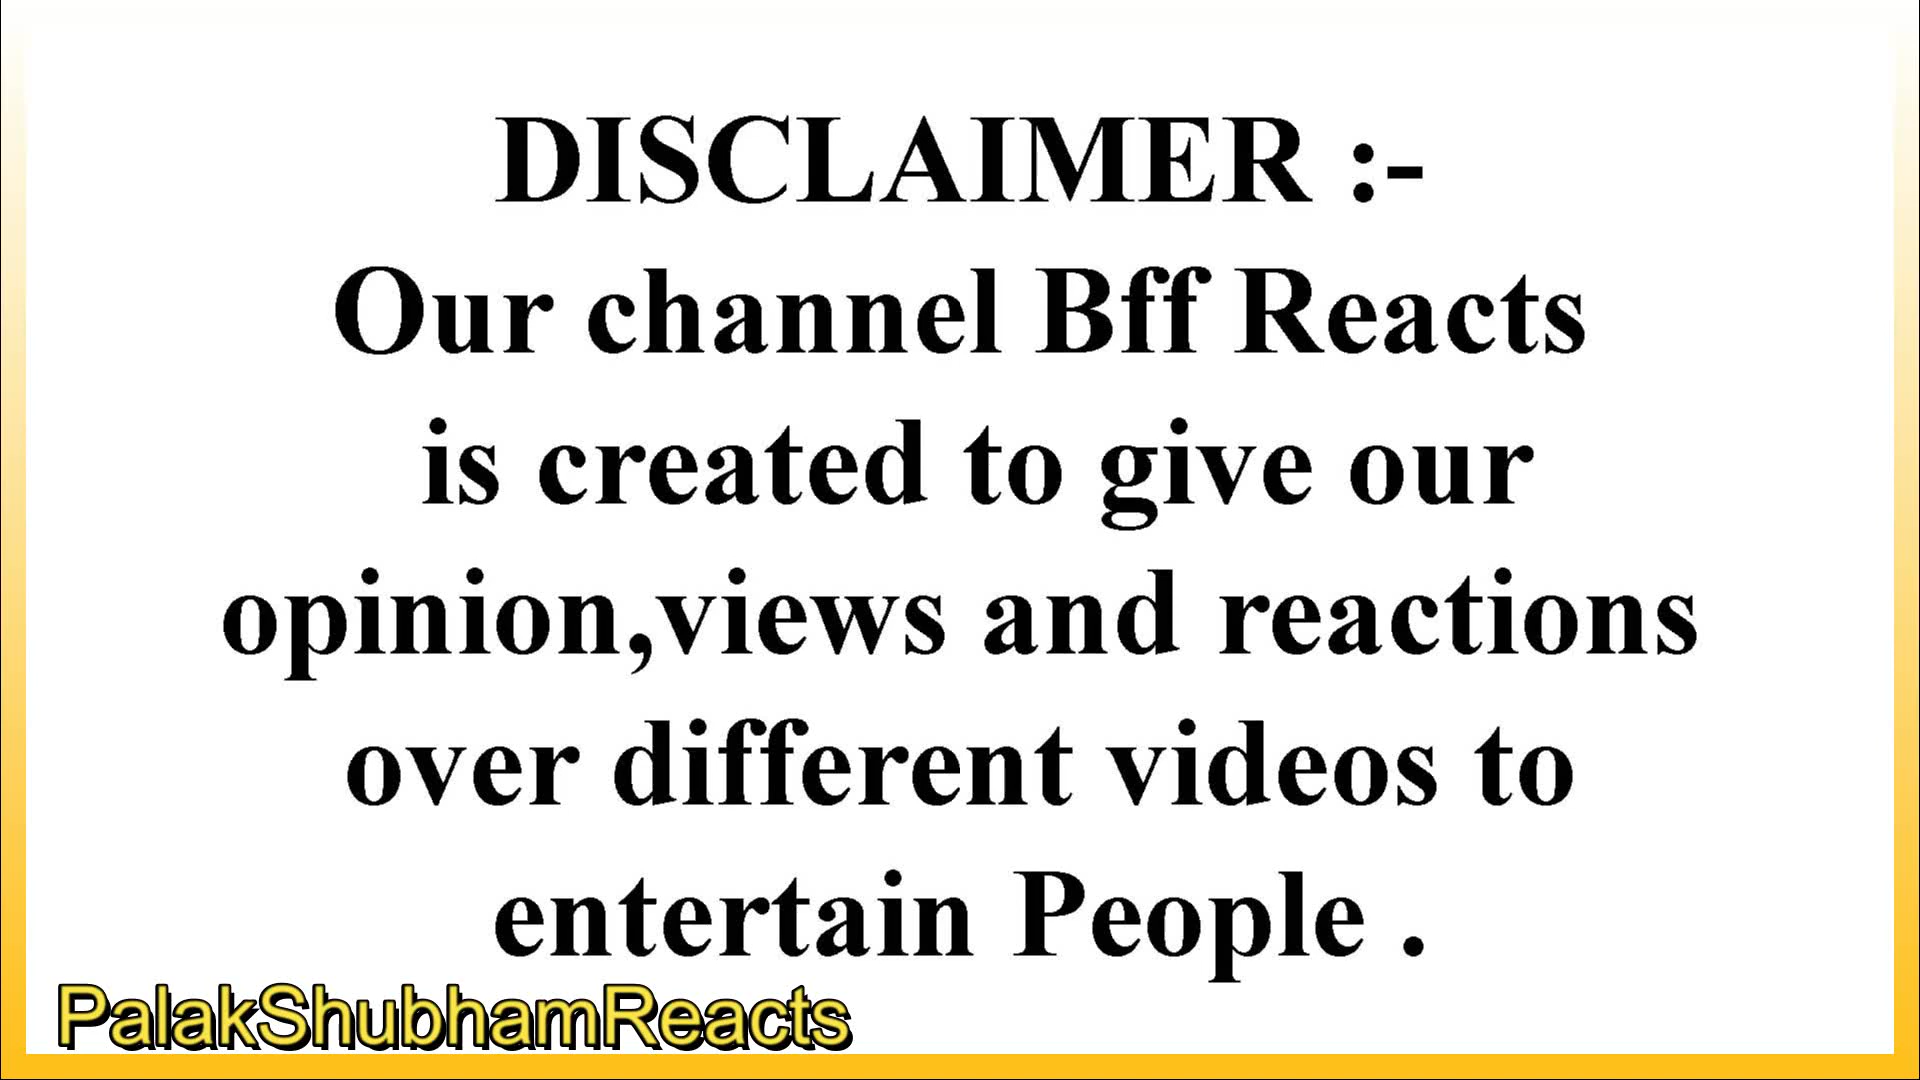 DISCLAIMER :-
Our channel Bff Reacts
is created to give our
opinion,views and reactions
over different videos to
entertain People .
PalakShubhamReacts